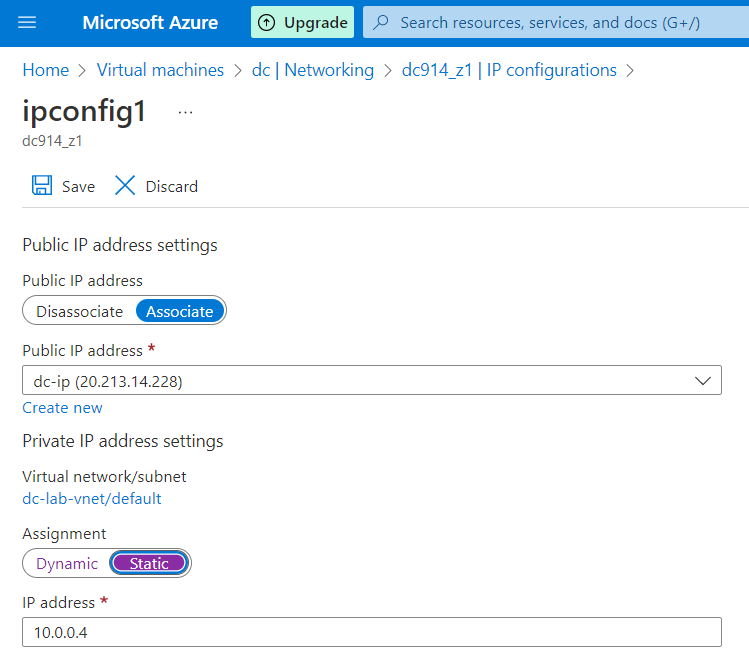 Microsoft Azure Upgrade Search resources, services, and docs (G+/)
Home > Virtual machines > dc | Networking > dc914_z1 | IP configurations >
ipconfig1 ...
dc914_z1
Save Discard
Public IP address settings
Public IP address
Disassociate Associate
Public IP address *
dc-ip (20.213.14.228)
Create new
Private IP address settings
Virtual network/subnet
dc-lab-vnet/default
Assignment
Dynamic Static
IP address *
10.0.0.4